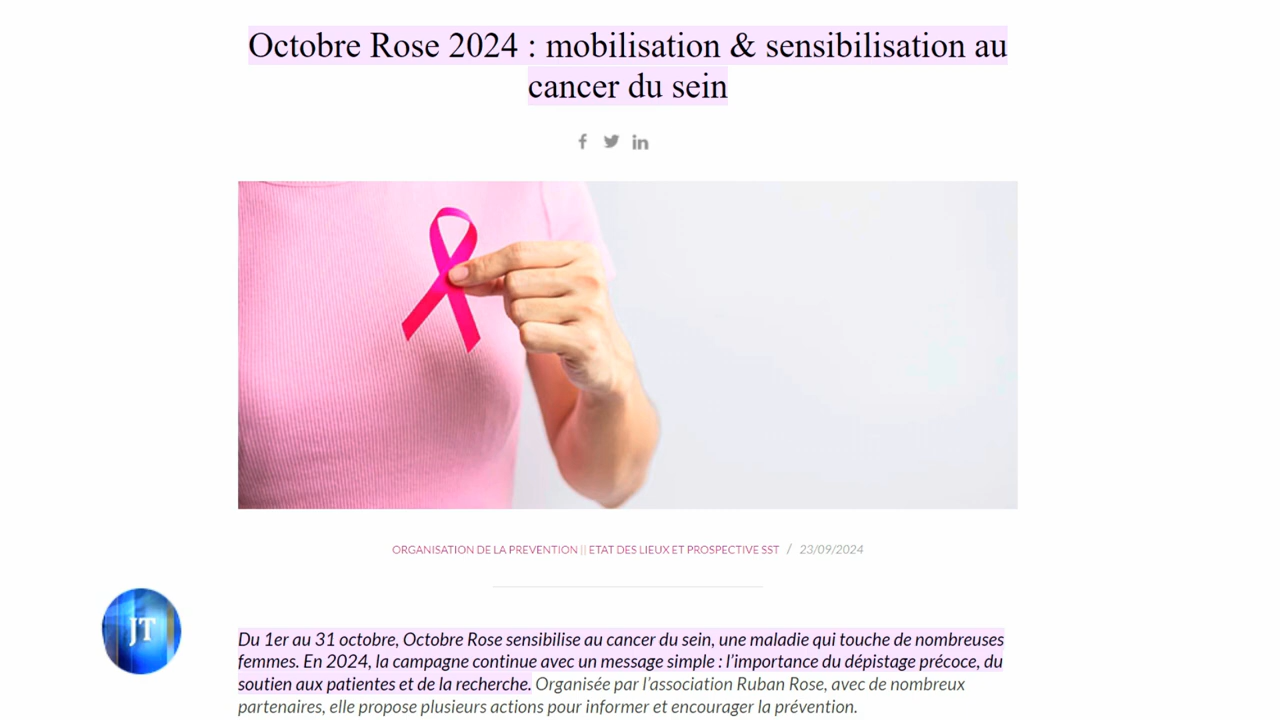 Octobre Rose 2024 : mobilisation & sensibilisation au
cancer du sein
ORGANISATION DE LA PREVENTION || ETAT DES LIEUX ET PROSPECTIVE SST / 23/09/2024
JT
Du 1er au 31 octobre, Octobre Rose sensibilise au cancer du sein, une maladie qui touche de nombreuses
femmes. En 2024, la campagne continue avec un message simple : l’importance du dépistage précoce, du
soutien aux patientes et de la recherche. Organisée par l’association Ruban Rose, avec de nombreux
partenaires, elle propose plusieurs actions pour informer et encourager la prévention.